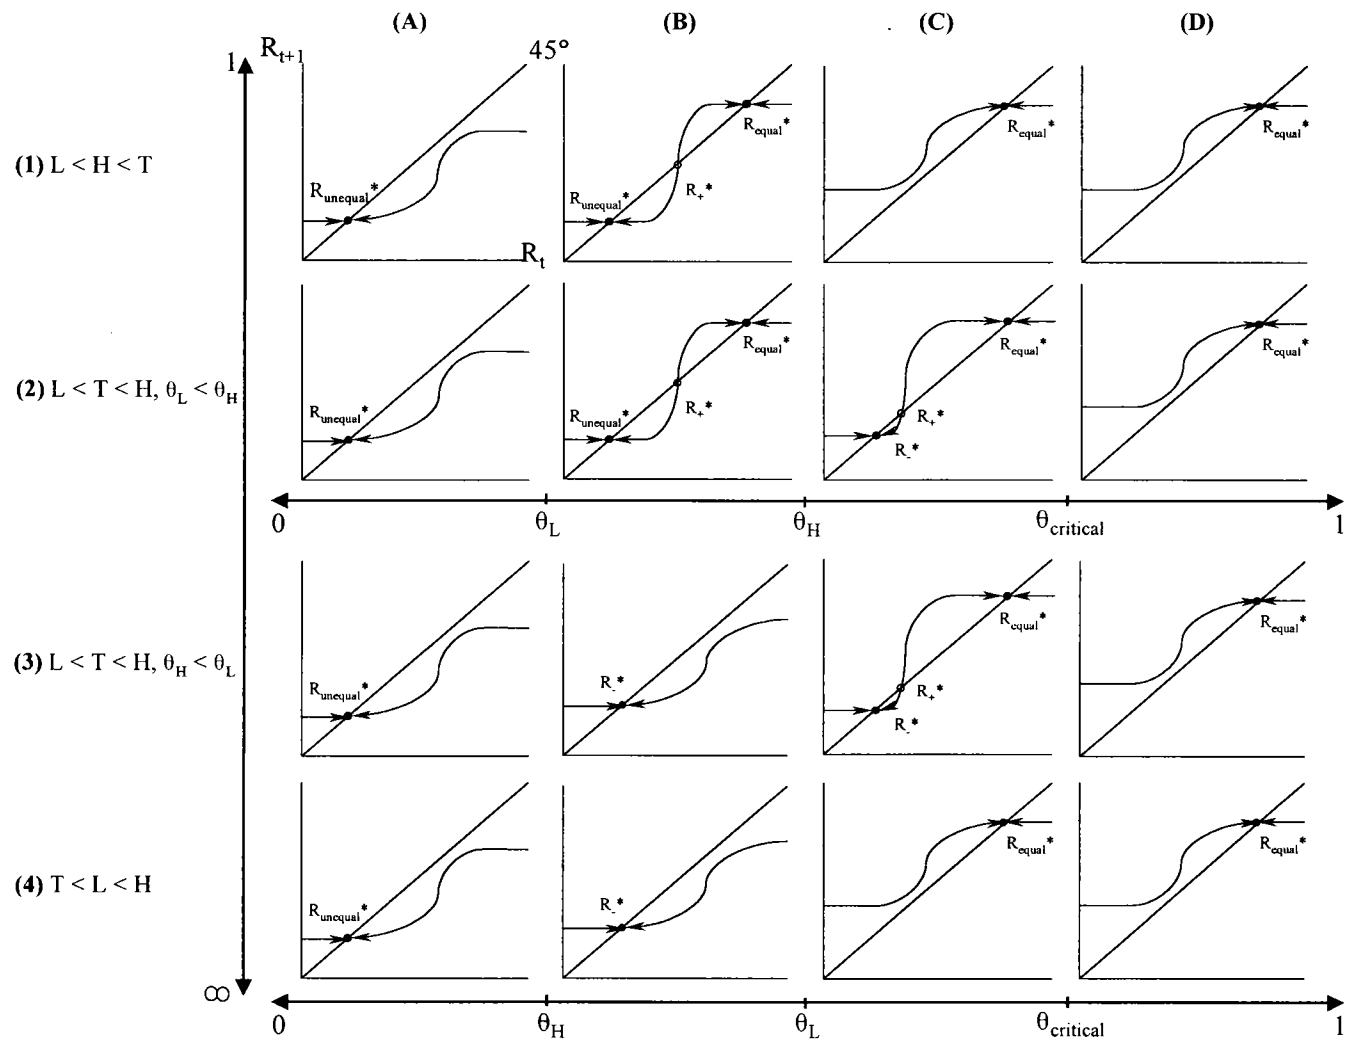 (A) (B) (C) (D)
R_{t+1} 45°
1
(1) L < H < T
R_{unequal}*
R_t
R_{unequal}* R_+* R_{equal}*
R_{equal}*
R_{equal}*
(2) L < T < H, θ_L < θ_H
R_{unequal}*
R_{unequal}* R_+* R_{equal}*
R_-* R_+* R_{equal}*
R_{equal}*
0 θ_L θ_H θ_{critical} 1
(3) L < T < H, θ_H < θ_L
R_{unequal}*
R_-*
R_-* R_+* R_{equal}*
R_{equal}*
(4) T < L < H
R_{unequal}*
R_-*
R_{equal}*
R_{equal}*
∞
0 θ_H θ_L θ_{critical} 1